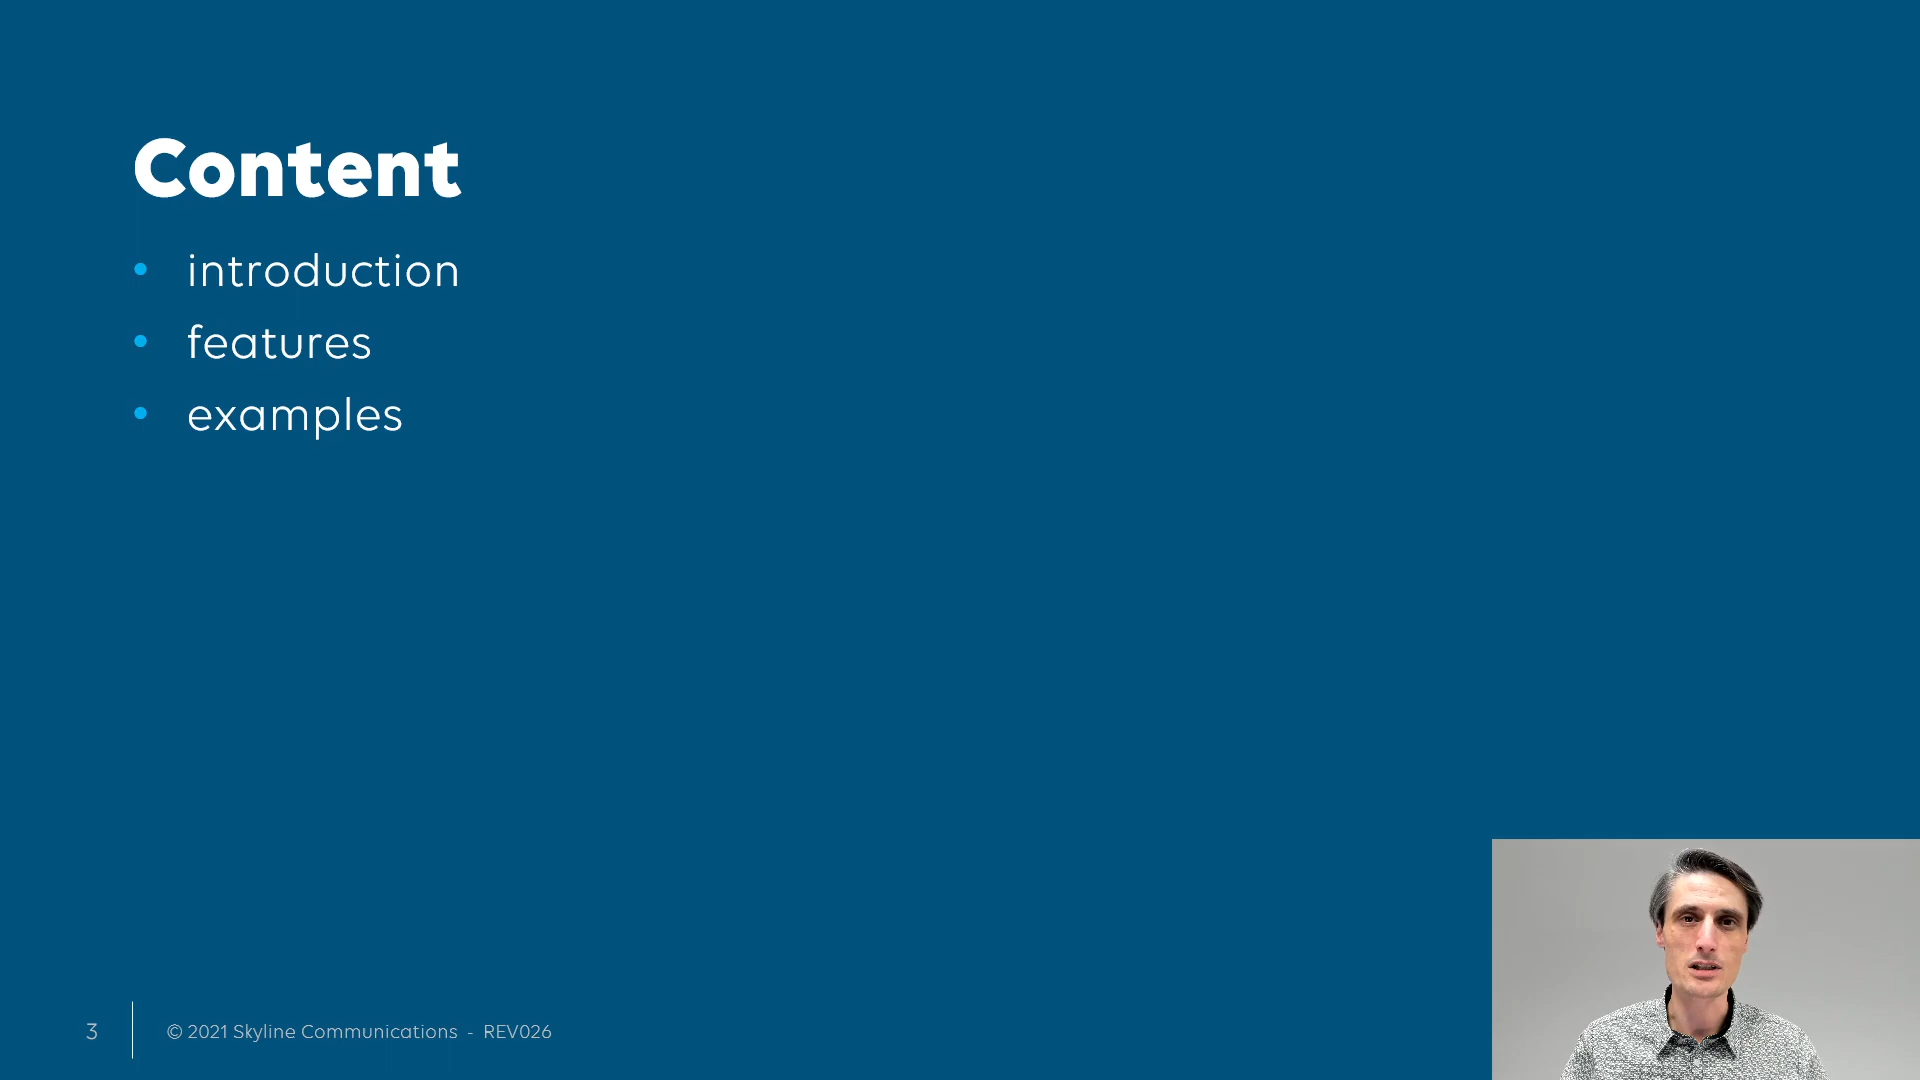 Content
• introduction
• features
• examples
3
© 2021 Skyline Communications - REV026